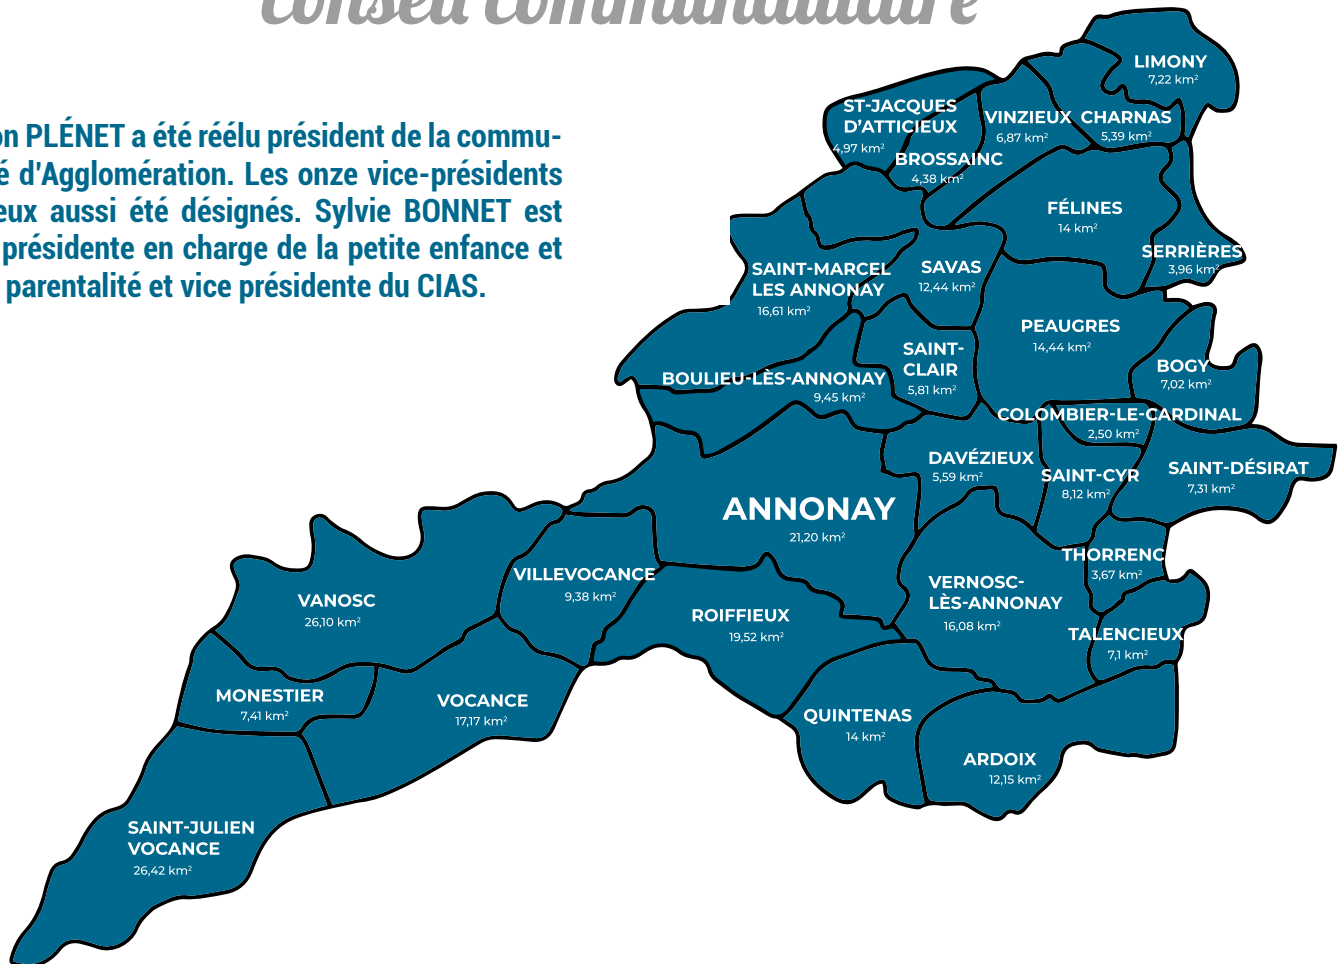 Conseil Communautaire
on PLÉNET a été réélu président de la commu-
é d'Agglomération. Les onze vice-présidents
eux aussi été désignés. Sylvie BONNET est
présidente en charge de la petite enfance et
parentalité et vice présidente du CIAS.
LIMONY
7,22 km²
ST-JACQUES
D'ATTICIEUX
4,97 km²
VINZIEUX
6,87 km²
CHARNAS
5,39 km²
BROSSAINC
4,38 km²
FÉLINES
14 km²
SERRIÈRES
3,96 km²
SAINT-MARCEL
LES ANNONAY
16,61 km²
SAVAS
12,44 km²
PEAUGRES
14,44 km²
SAINT-
CLAIR
5,81 km²
BOGY
7,02 km²
BOULIEU-LÈS-ANNONAY
9,45 km²
COLOMBIER-LE-CARDINAL
2,50 km²
DAVÉZIEUX
5,59 km²
SAINT-CYR
8,12 km²
SAINT-DÉSIRAT
7,31 km²
ANNONAY
21,20 km²
THORRENC
3,67 km²
VILLEVOCANCE
9,38 km²
VERNOSC-
LÈS-ANNONAY
16,08 km²
VANOSC
26,10 km²
ROIFFIEUX
19,52 km²
TALENCIEUX
7,1 km²
MONESTIER
7,41 km²
VOCANCE
17,17 km²
QUINTENAS
14 km²
ARDOIX
12,15 km²
SAINT-JULIEN
VOCANCE
26,42 km²